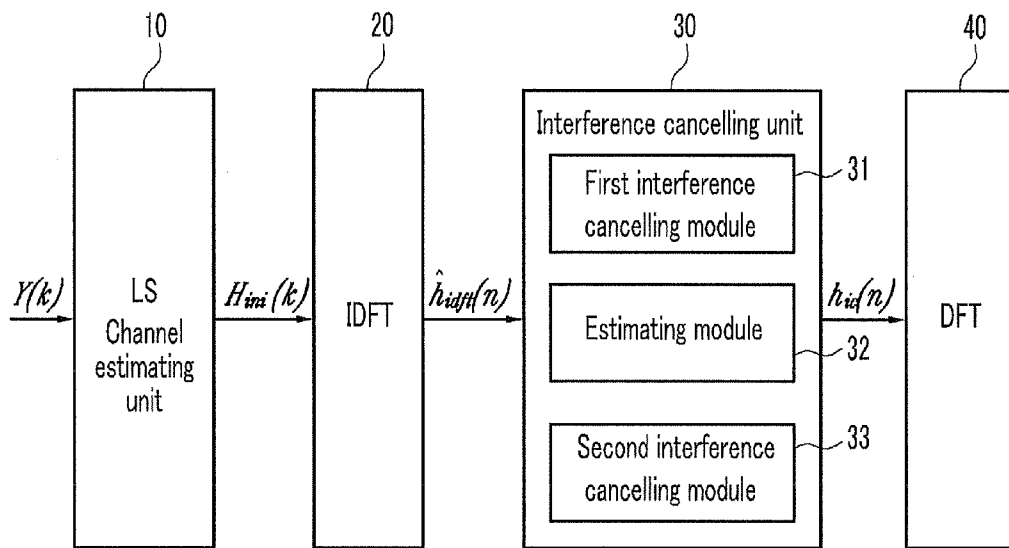 10
20
30
40
Interference cancelling unit
31
First interference
cancelling module
Y(k)
LS
Channel
estimating
unit
H_ini(k)
IDFT
ĥ_idft(n)
Estimating module
32
h_ic(n)
DFT
33
Second interference
cancelling module